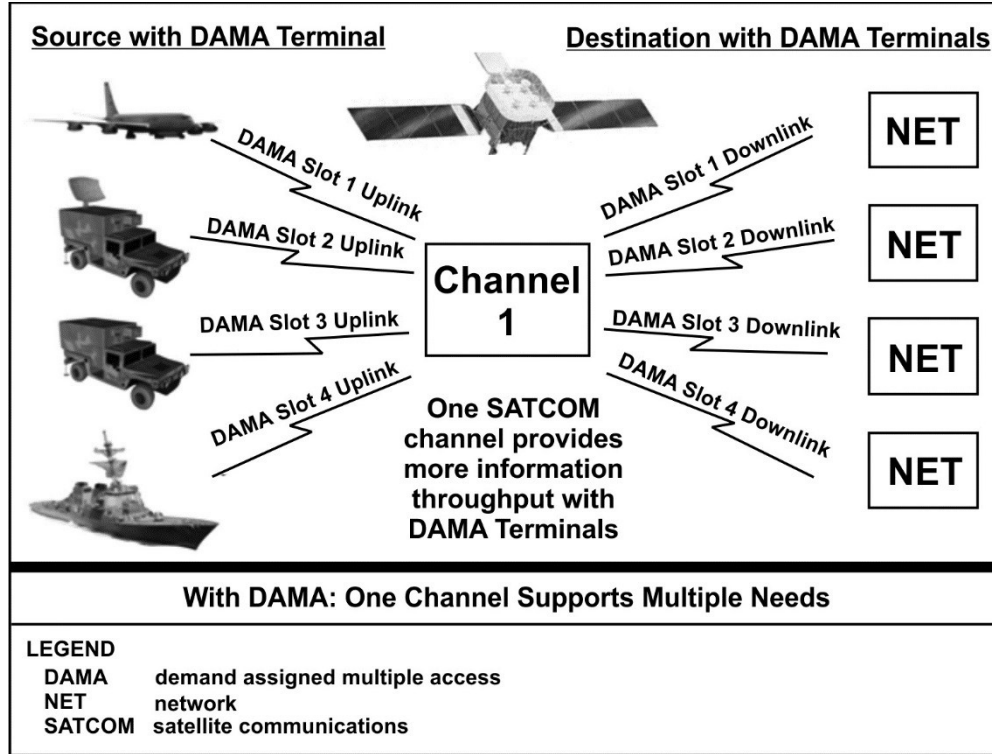 Source with DAMA Terminal
Destination with DAMA Terminals
DAMA Slot 1 Uplink
DAMA Slot 2 Uplink
DAMA Slot 3 Uplink
DAMA Slot 4 Uplink
Channel
1
DAMA Slot 1 Downlink
DAMA Slot 2 Downlink
DAMA Slot 3 Downlink
DAMA Slot 4 Downlink
NET
NET
NET
NET
One SATCOM
channel provides
more information
throughput with
DAMA Terminals
With DAMA: One Channel Supports Multiple Needs
LEGEND
DAMA demand assigned multiple access
NET network
SATCOM satellite communications